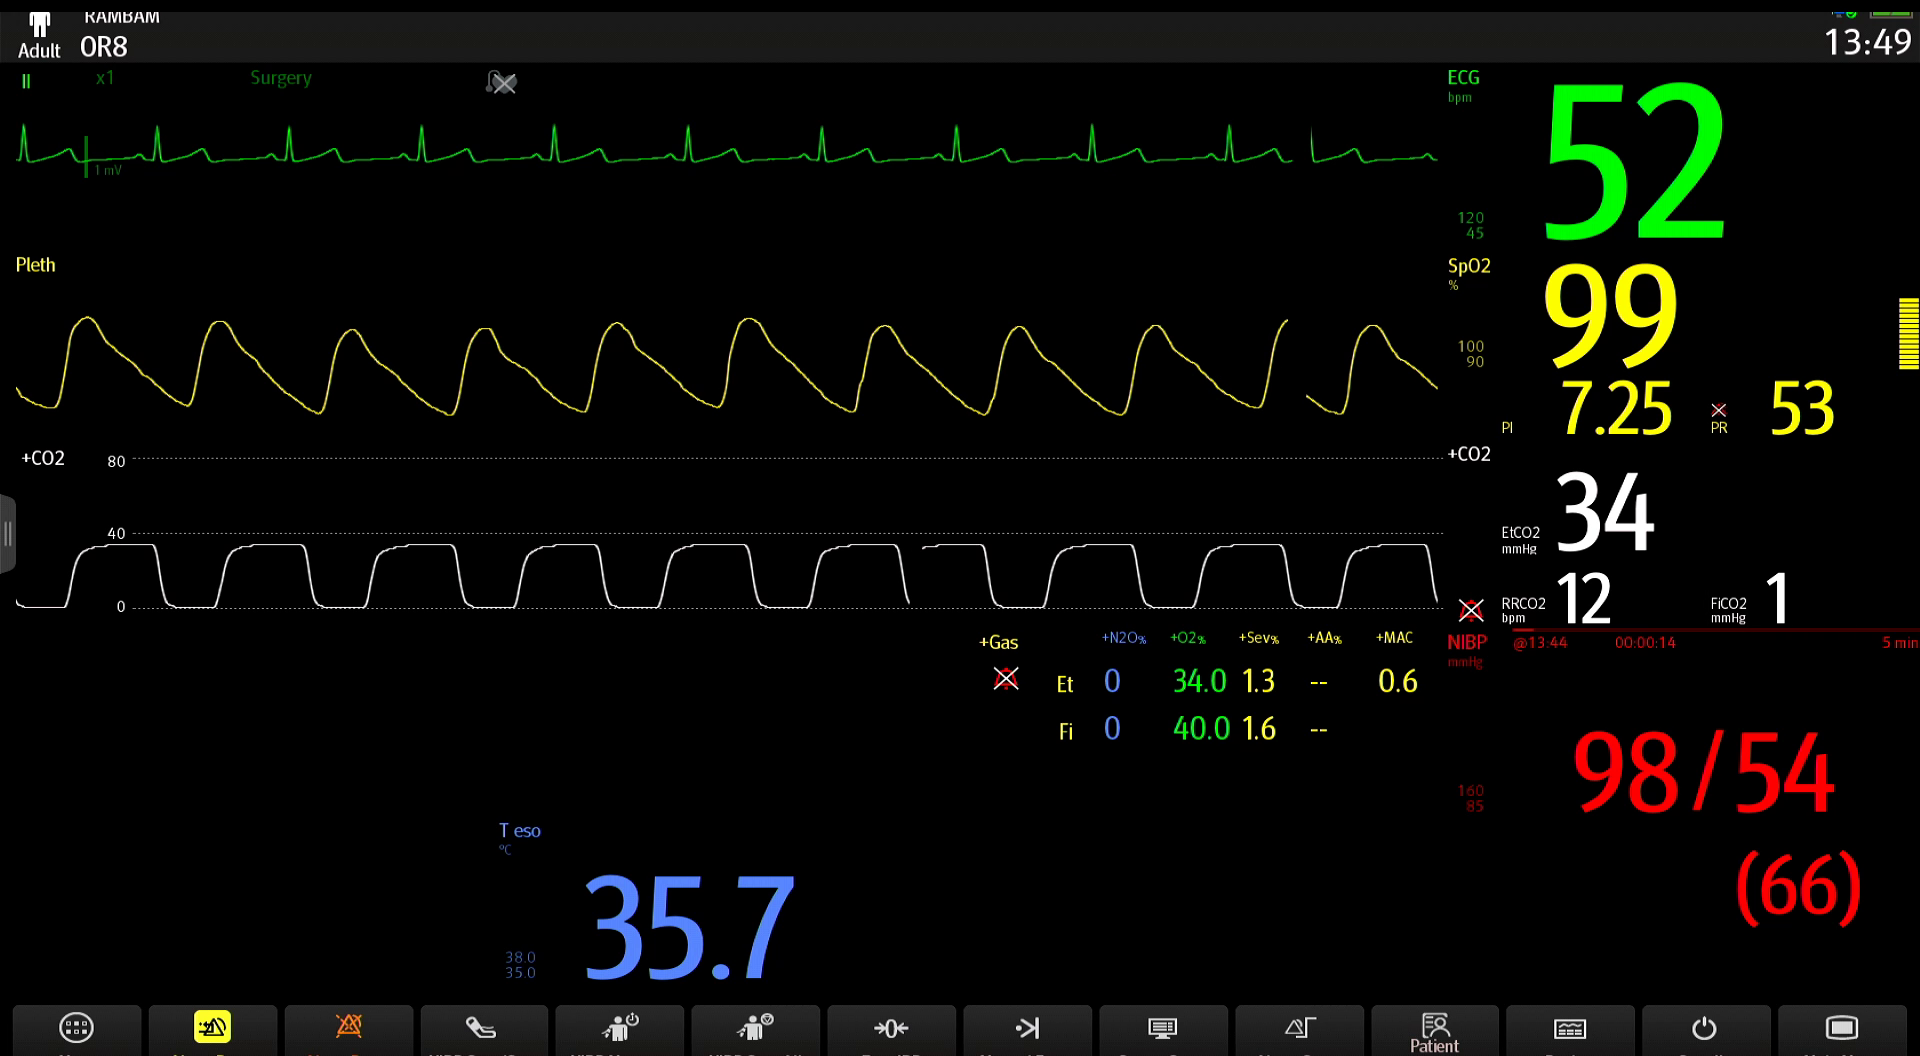 RAMBAM
Adult
OR8
13:49
II
x1
Surgery
1 mV
ECG
bpm
52
120
45
Pleth
SpO2
%
99
100
90
PI
7.25
PR
53
+CO2
80
40
0
+CO2
EtCO2
mmHg
34
RRCO2
bpm
12
FiCO2
mmHg
1
+Gas
+N2O%
+O2%
+Sev%
+AA%
+MAC
Et
0
34.0
1.3
--
0.6
Fi
0
40.0
1.6
--
NIBP
mmHg
@13:44
00:00:14
5 min
98/54
(66)
160
85
T eso
°C
35.7
38.0
35.0
Patient